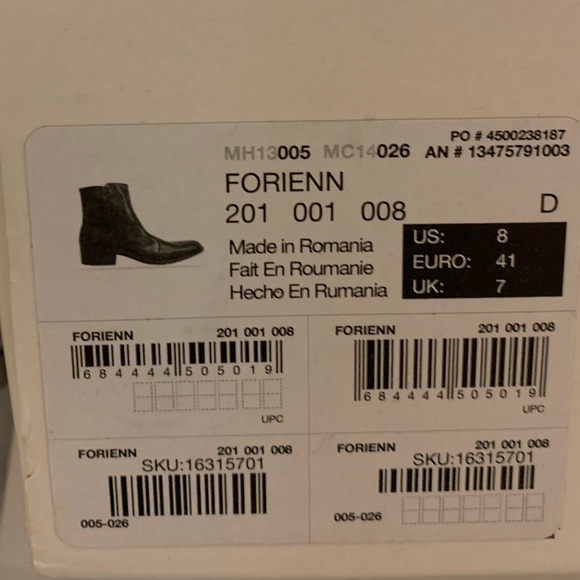 PO # 4500238187
MH13005 MC14026 AN # 13475791003
FORIENN
201 001 008 D
Made in Romania
Fait En Roumanie
Hecho En Rumania
US: 8
EURO: 41
UK: 7
FORIENN 201 001 008
684444505019
UPC
FORIENN 201 001 008
684444505019
UPC
FORIENN 201 001 008
SKU:16315701
005-026
FORIENN 201 001 008
SKU:16315701
005-026